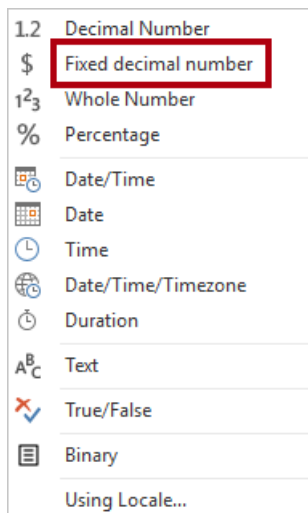 1.2 Decimal Number
$ Fixed decimal number
1²3 Whole Number
% Percentage
Date/Time
Date
Time
Date/Time/Timezone
Duration
ABC Text
True/False
Binary
Using Locale...